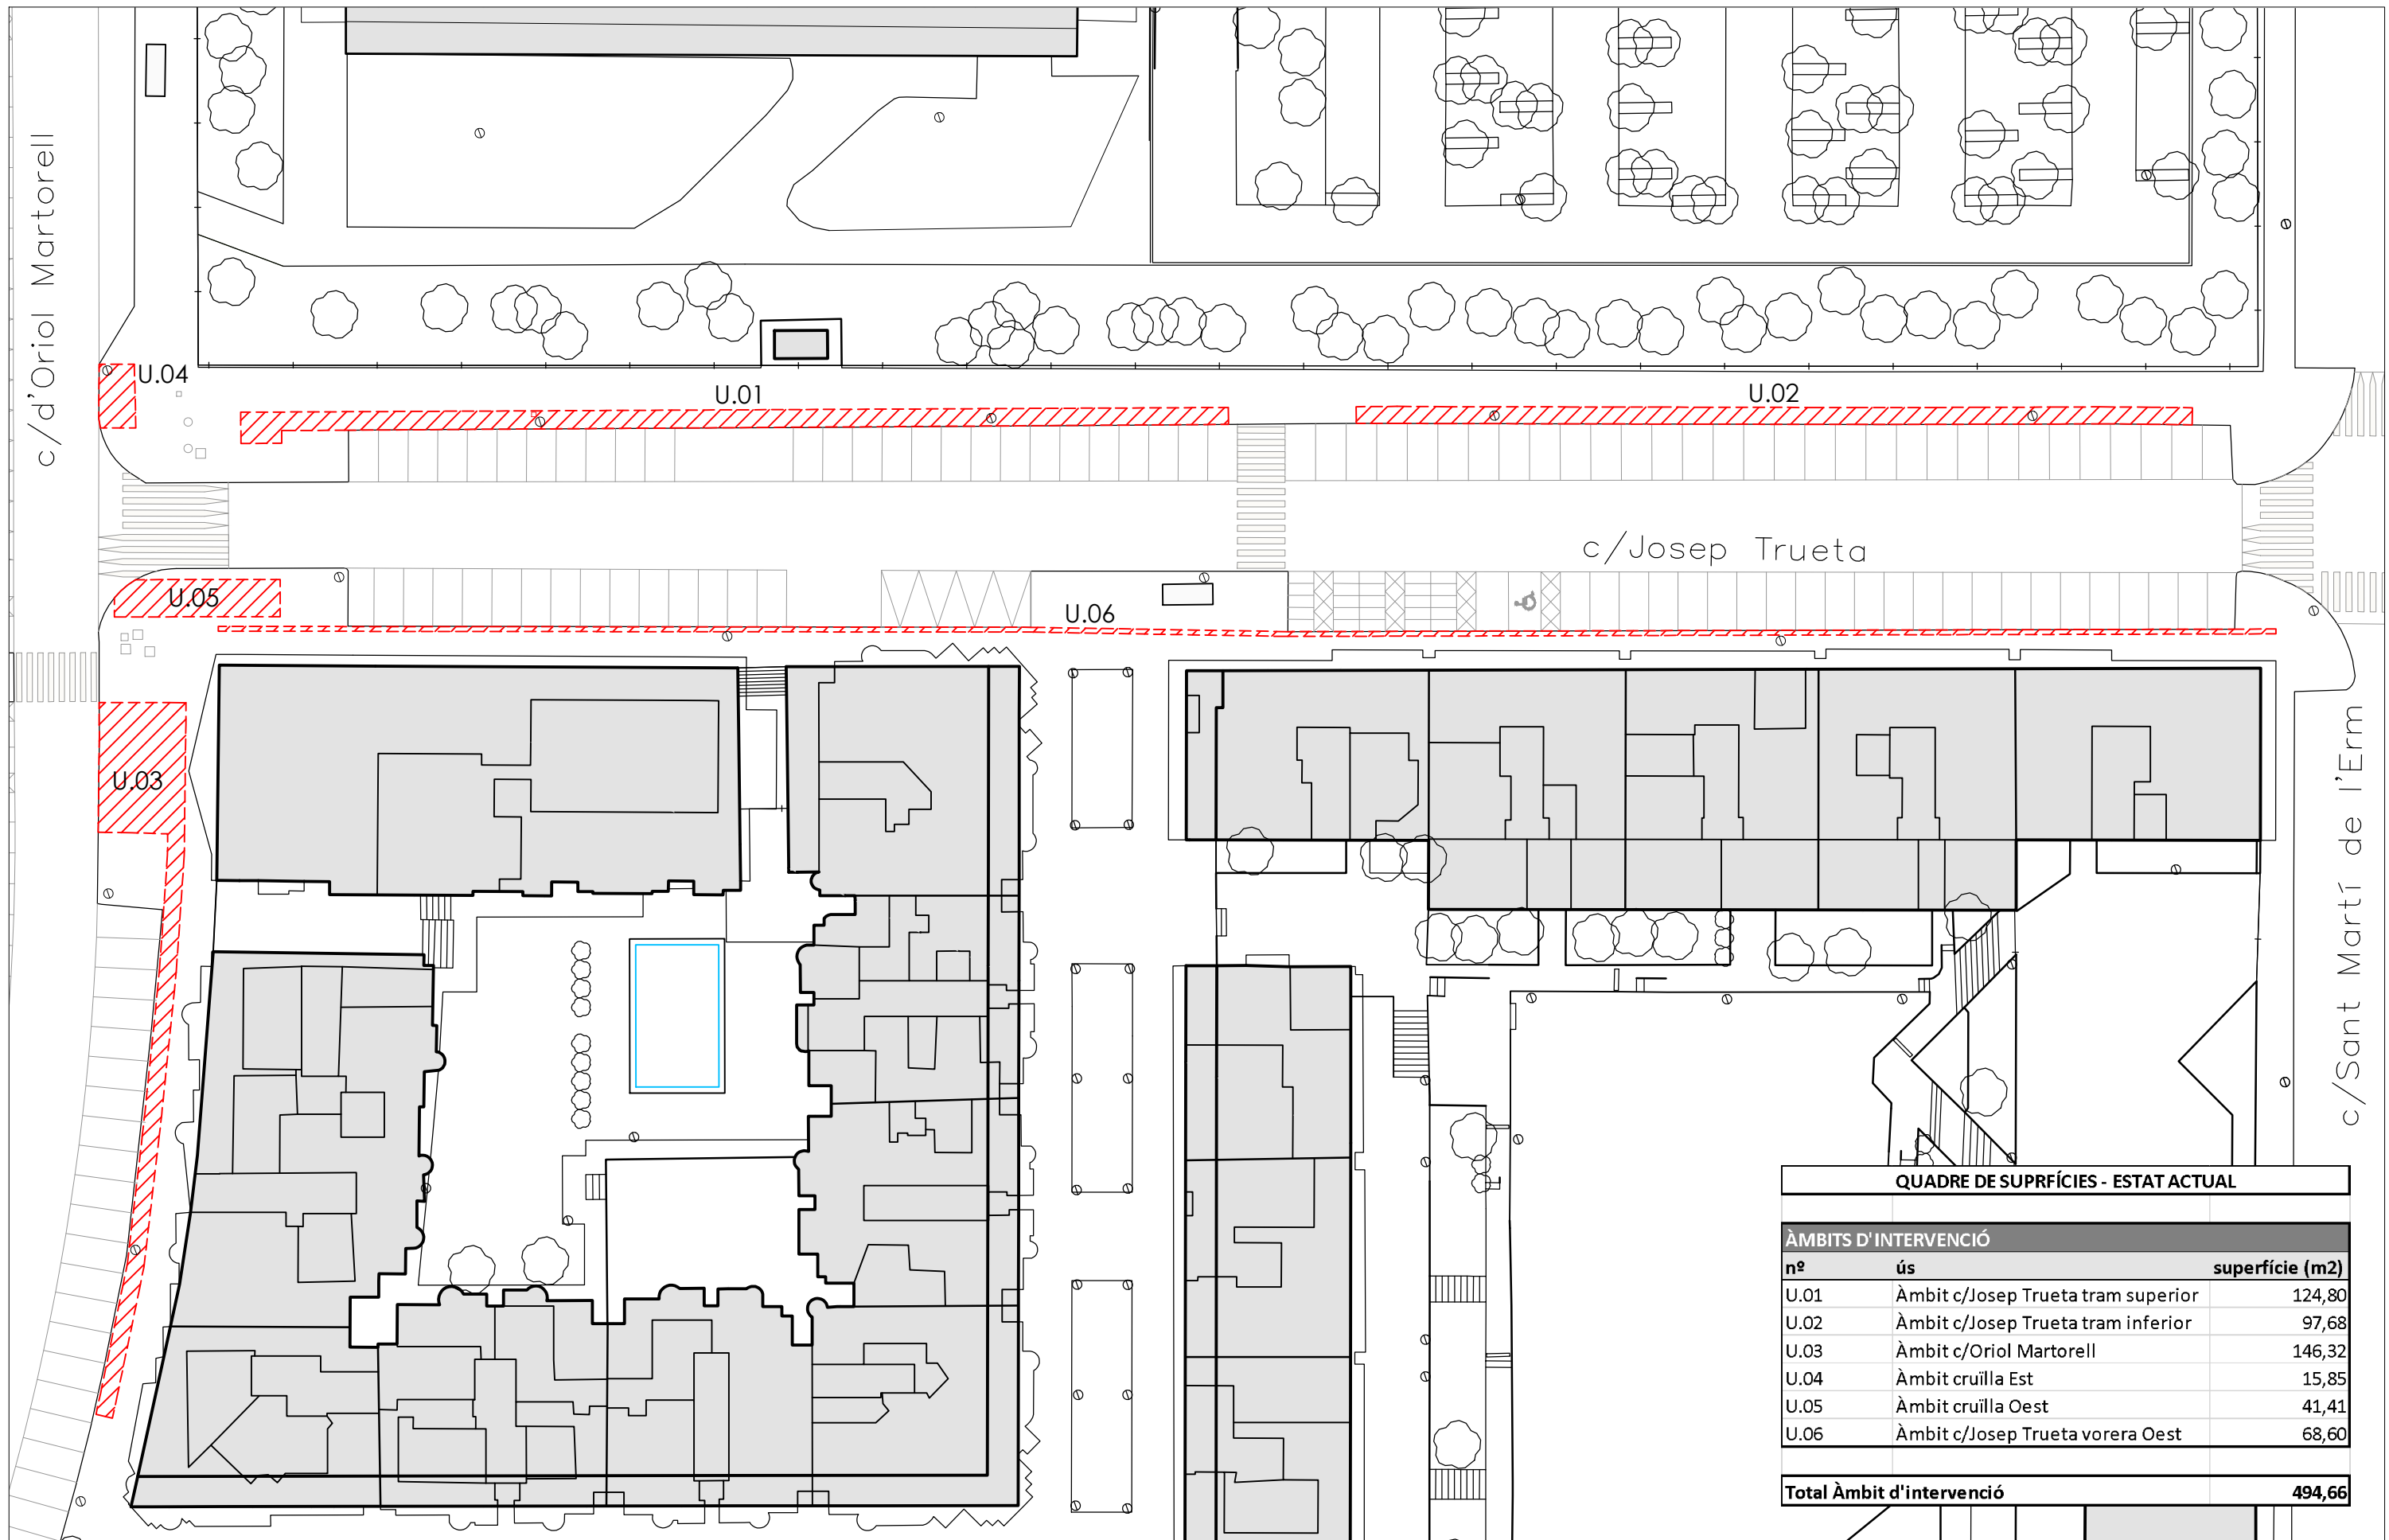 c/d'Oriol Martorell
U.04
U.01
U.02
c/Josep Trueta
U.05
U.06
U.03
c/Sant Martí de l'Erm
QUADRE DE SUPRFÍCIES - ESTAT ACTUAL
ÀMBITS D'INTERVENCIÓ
nº ús superfície (m2)
U.01 Àmbit c/Josep Trueta tram superior 124,80
U.02 Àmbit c/Josep Trueta tram inferior 97,68
U.03 Àmbit c/Oriol Martorell 146,32
U.04 Àmbit cruïlla Est 15,85
U.05 Àmbit cruïlla Oest 41,41
U.06 Àmbit c/Josep Trueta vorera Oest 68,60
Total Àmbit d'intervenció 494,66